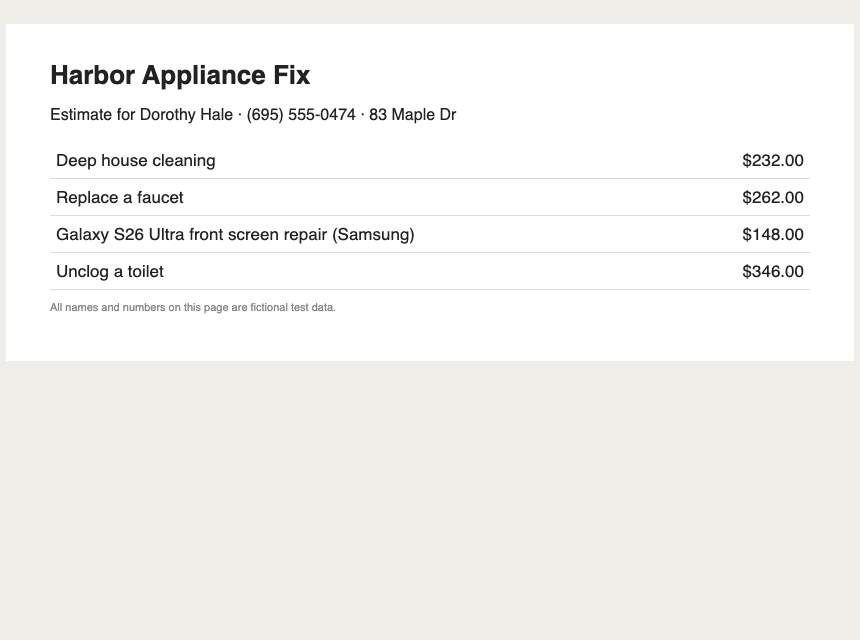 Harbor Appliance Fix
Estimate for Dorothy Hale · (695) 555-0474 · 83 Maple Dr
Deep house cleaning $232.00
Replace a faucet $262.00
Galaxy S26 Ultra front screen repair (Samsung) $148.00
Unclog a toilet $346.00
All names and numbers on this page are fictional test data.